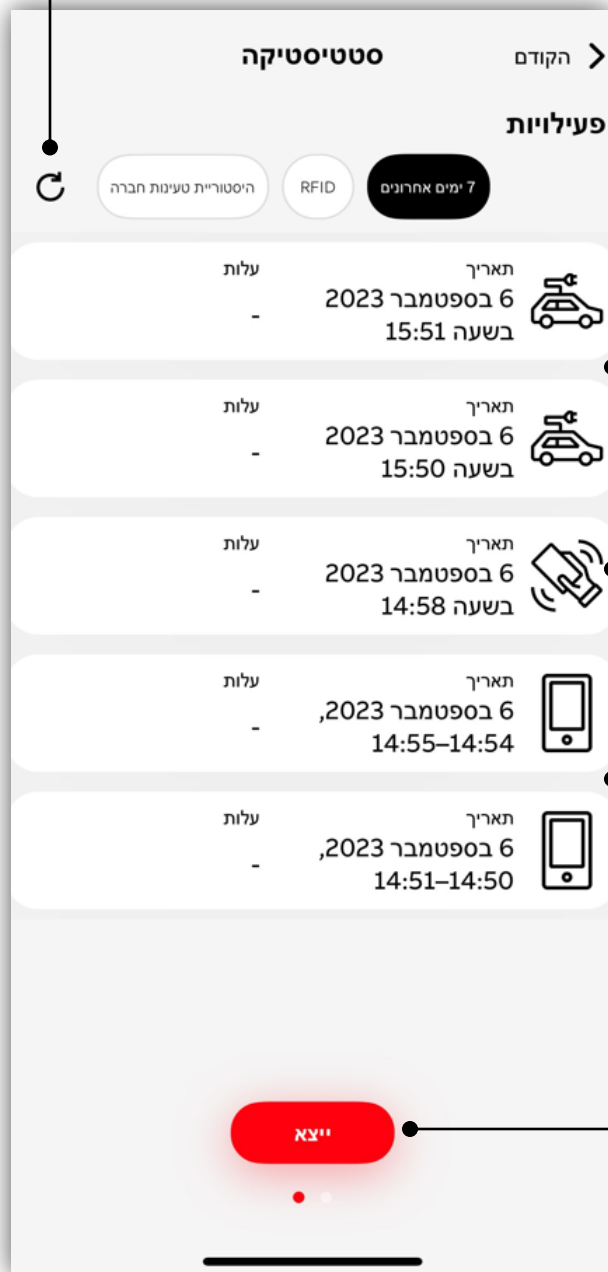 הקודם
סטטיסטיקה
פעילויות
7 ימים אחרונים
RFID
היסטוריית טעינות חברה
תאריך
עלות
6 בספטמבר 2023
בשעה 15:51
-
תאריך
עלות
6 בספטמבר 2023
בשעה 15:50
-
תאריך
עלות
6 בספטמבר 2023
בשעה 14:58
-
תאריך
עלות
6 בספטמבר 2023,
14:55–14:54
-
תאריך
עלות
6 בספטמבר 2023,
14:51–14:50
-
ייצא